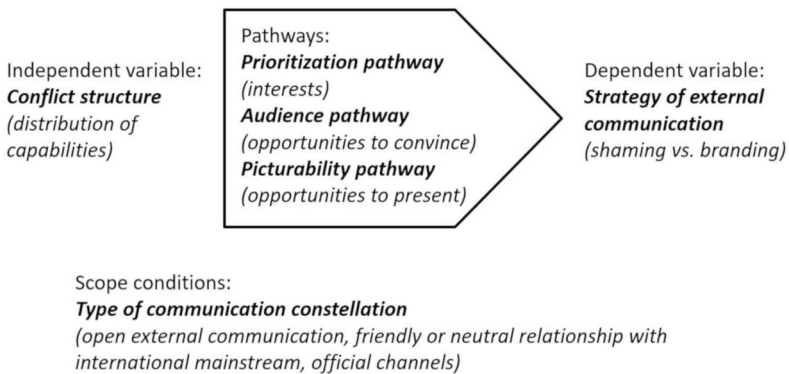 Independent variable:
Conflict structure
(distribution of
capabilities)
Pathways:
Prioritization pathway
(interests)
Audience pathway
(opportunities to convince)
Picturability pathway
(opportunities to present)
Dependent variable:
Strategy of external
communication
(shaming vs. branding)
Scope conditions:
Type of communication constellation
(open external communication, friendly or neutral relationship with
international mainstream, official channels)